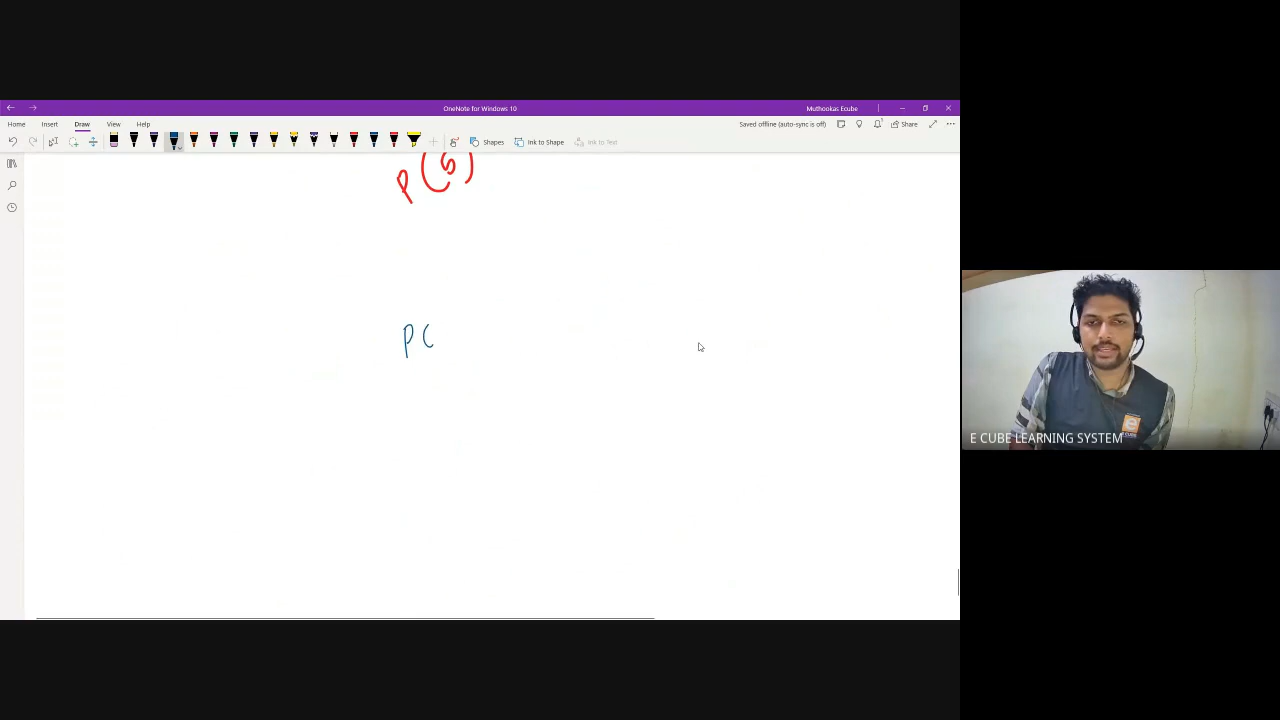 OneNote for Windows 10
Muthookas Ecube
Home Insert Draw View Help
Saved offline (auto-sync is off)
Share
Shapes
Ink to Shape
Ink to Text
P(5)
P(
E CUBE LEARNING SYSTEM